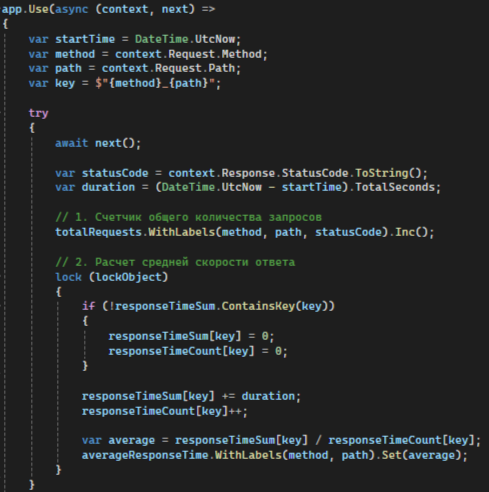 app.Use(async (context, next) =>
{
    var startTime = DateTime.UtcNow;
    var method = context.Request.Method;
    var path = context.Request.Path;
    var key = $"{method}_{path}";

    try
    {
        await next();

        var statusCode = context.Response.StatusCode.ToString();
        var duration = (DateTime.UtcNow - startTime).TotalSeconds;

        // 1. Счетчик общего количества запросов
        totalRequests.WithLabels(method, path, statusCode).Inc();

        // 2. Расчет средней скорости ответа
        lock (lockObject)
        {
            if (!responseTimeSum.ContainsKey(key))
            {
                responseTimeSum[key] = 0;
                responseTimeCount[key] = 0;
            }

            responseTimeSum[key] += duration;
            responseTimeCount[key]++;

            var average = responseTimeSum[key] / responseTimeCount[key];
            averageResponseTime.WithLabels(method, path).Set(average);
        }
    }